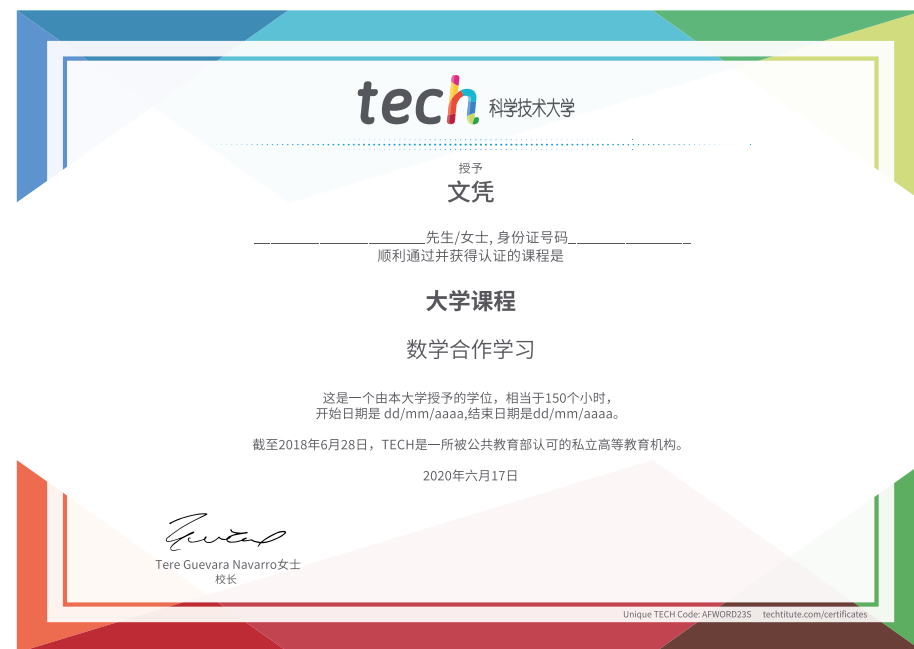 tech 科学技术大学
授予
文凭
______________________先生/女士, 身份证号码________________
顺利通过并获得认证的课程是
大学课程
数学合作学习
这是一个由本大学授予的学位，相当于150个小时，
开始日期是 dd/mm/aaaa,结束日期是dd/mm/aaaa。
截至2018年6月28日，TECH是一所被公共教育部认可的私立高等教育机构。
2020年六月17日
Tere Guevara Navarro女士
校长
Unique TECH Code: AFWORD23S techtitute.com/certificates